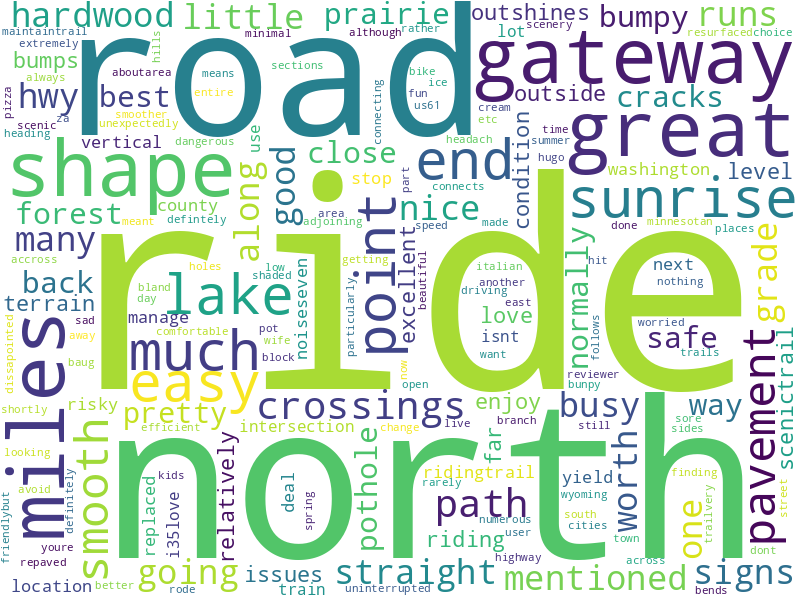 hardwood little prairie outshines bumpy runs
maintaintrail minimal although rather scenery resurfacedchoice
extremely hills road gateway lot
bumps always aboutarea means sections bike ice connecting
hwy best entire fun us61 cream outside cracks
pizza scenic za smoother unexpectedly etc great
heading vertical use dangerous close headach condition time summer
shape stop part end hugo washington level
county along good nice connects sunrise
forest defintely area adjoining speed made done minnesotan places
many meant point excellent beautiful normally hit next grade
accross holes low getting italian another nothing
back bland shaded particularly driving east follows worried
terrain day lake noiseseven love safe trails
sad manage comfortable pot wife isnt reviewer
dissapointed away baug much block now open want bunpy
miles easy ride pavement scenictrail
shortly risky pretty crossings enjoy busy way
looking smooth efficient intersection change live branch still sore sides
avoid relatively pothole far ridingtrail worth one finding
friendlybut definitely replaced i35love kids deal spring path rarely yield wyoming trailvery street
youre north numerous user south cities town dont
repaved going issues riding highway across signs
location better rode train uninterrupted straight mentioned bends